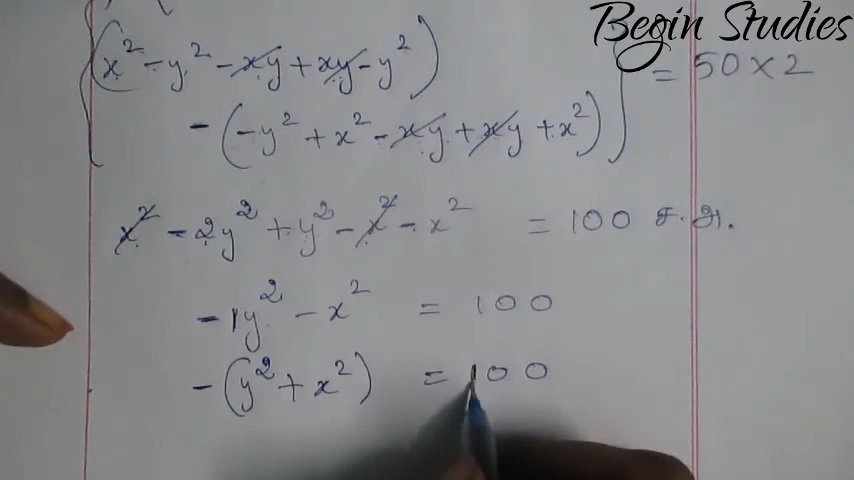 Begin Studies
(x² - y² - xy + xy - y²)
- (-y² + x² - xy + xy + x²)} = 50 × 2
x² - 2y² + y² - x² - x² = 100 ச.அ.
-1y² - x² = 100
-(y² + x²) = 100